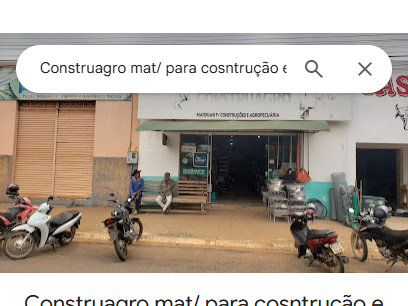 Construagro mat/ para cosntrução e
CONSTRUAGRO
MATERIAIS P/ CONSTRUÇÕES E AGROPECUÁRIA
Construagro mat/ para cosntrução e